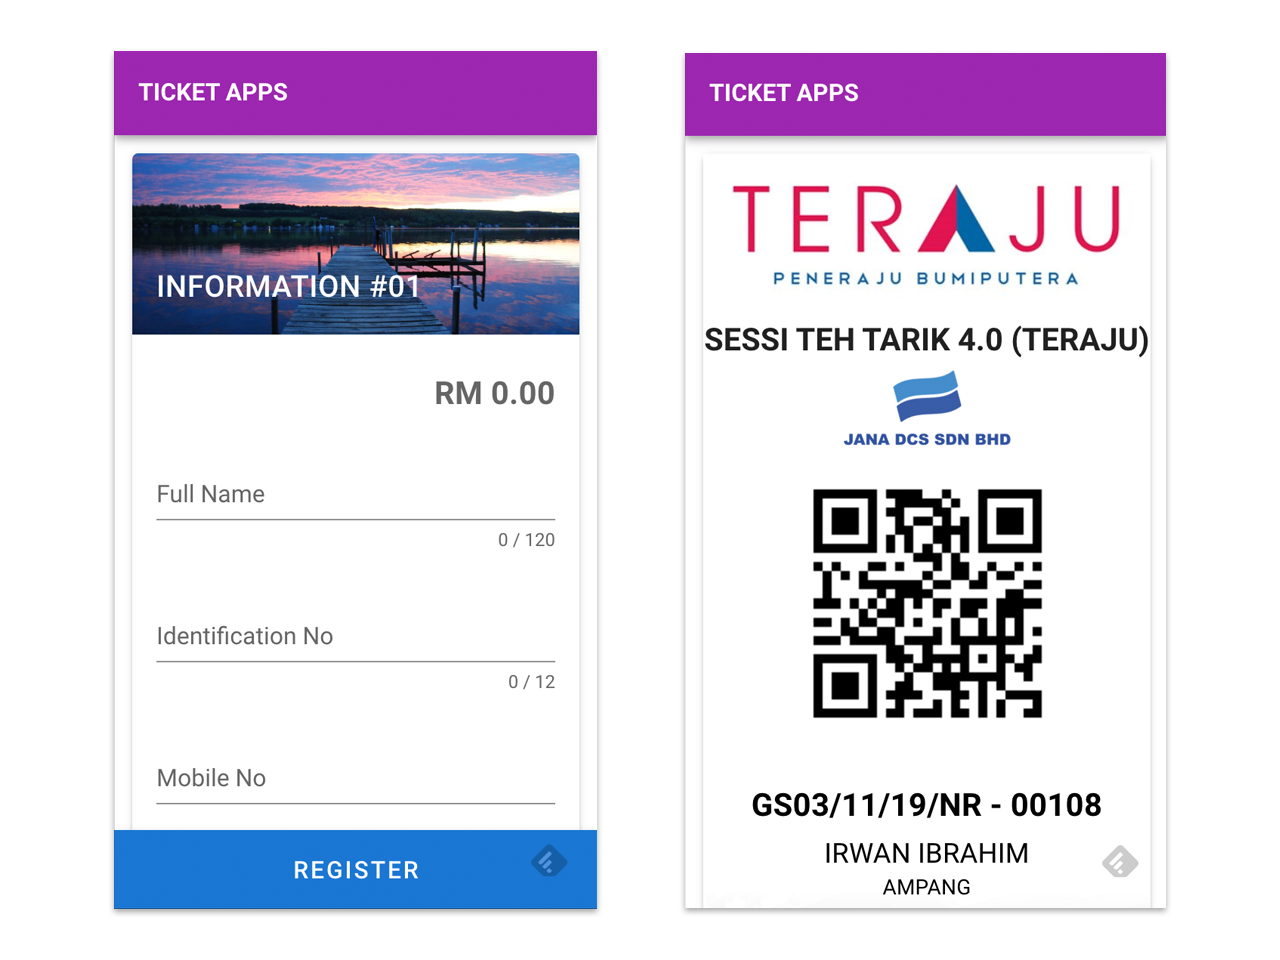 TICKET APPS
INFORMATION #01
RM 0.00
Full Name
0 / 120
Identification No
0 / 12
Mobile No
REGISTER
TICKET APPS
TERAJU
PENERAJU BUMIPUTERA
SESSI TEH TARIK 4.0 (TERAJU)
JANA DCS SDN BHD
GS03/11/19/NR - 00108
IRWAN IBRAHIM
AMPANG